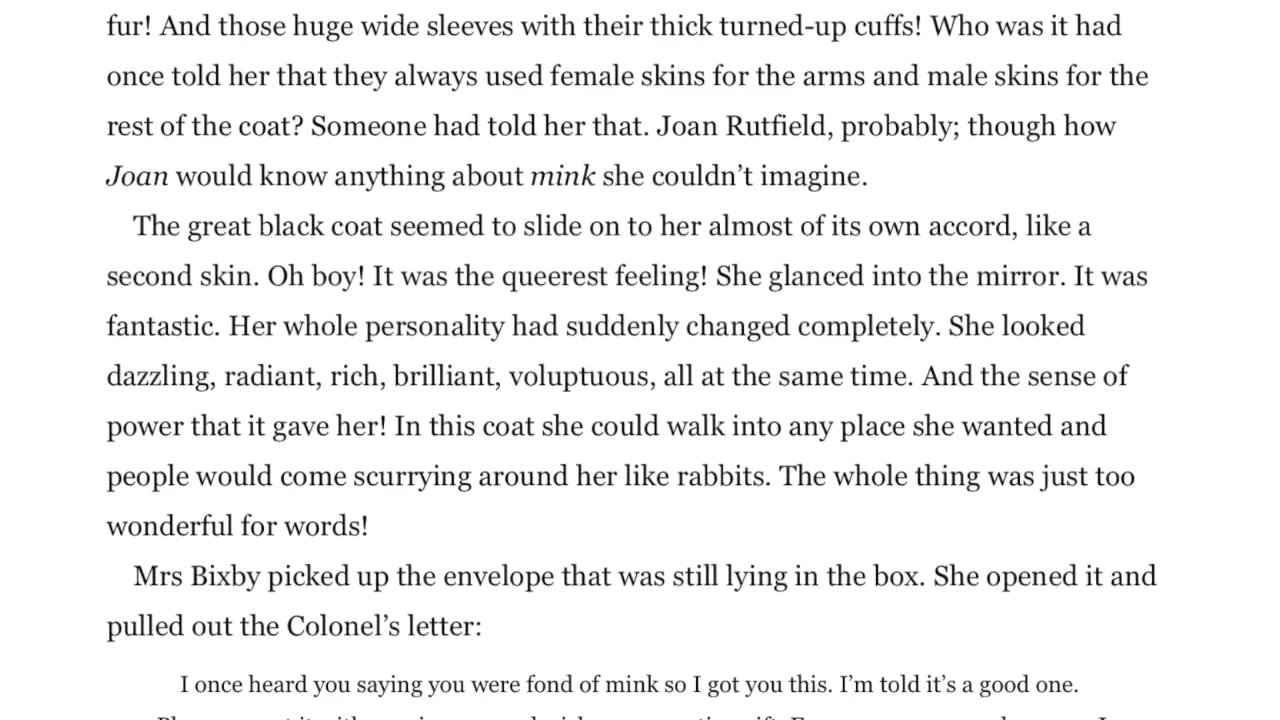 fur! And those huge wide sleeves with their thick turned-up cuffs! Who was it had
once told her that they always used female skins for the arms and male skins for the
rest of the coat? Someone had told her that. Joan Rutfield, probably; though how
Joan would know anything about mink she couldn’t imagine.
The great black coat seemed to slide on to her almost of its own accord, like a
second skin. Oh boy! It was the queerest feeling! She glanced into the mirror. It was
fantastic. Her whole personality had suddenly changed completely. She looked
dazzling, radiant, rich, brilliant, voluptuous, all at the same time. And the sense of
power that it gave her! In this coat she could walk into any place she wanted and
people would come scurrying around her like rabbits. The whole thing was just too
wonderful for words!
Mrs Bixby picked up the envelope that was still lying in the box. She opened it and
pulled out the Colonel’s letter:
I once heard you saying you were fond of mink so I got you this. I’m told it’s a good one.